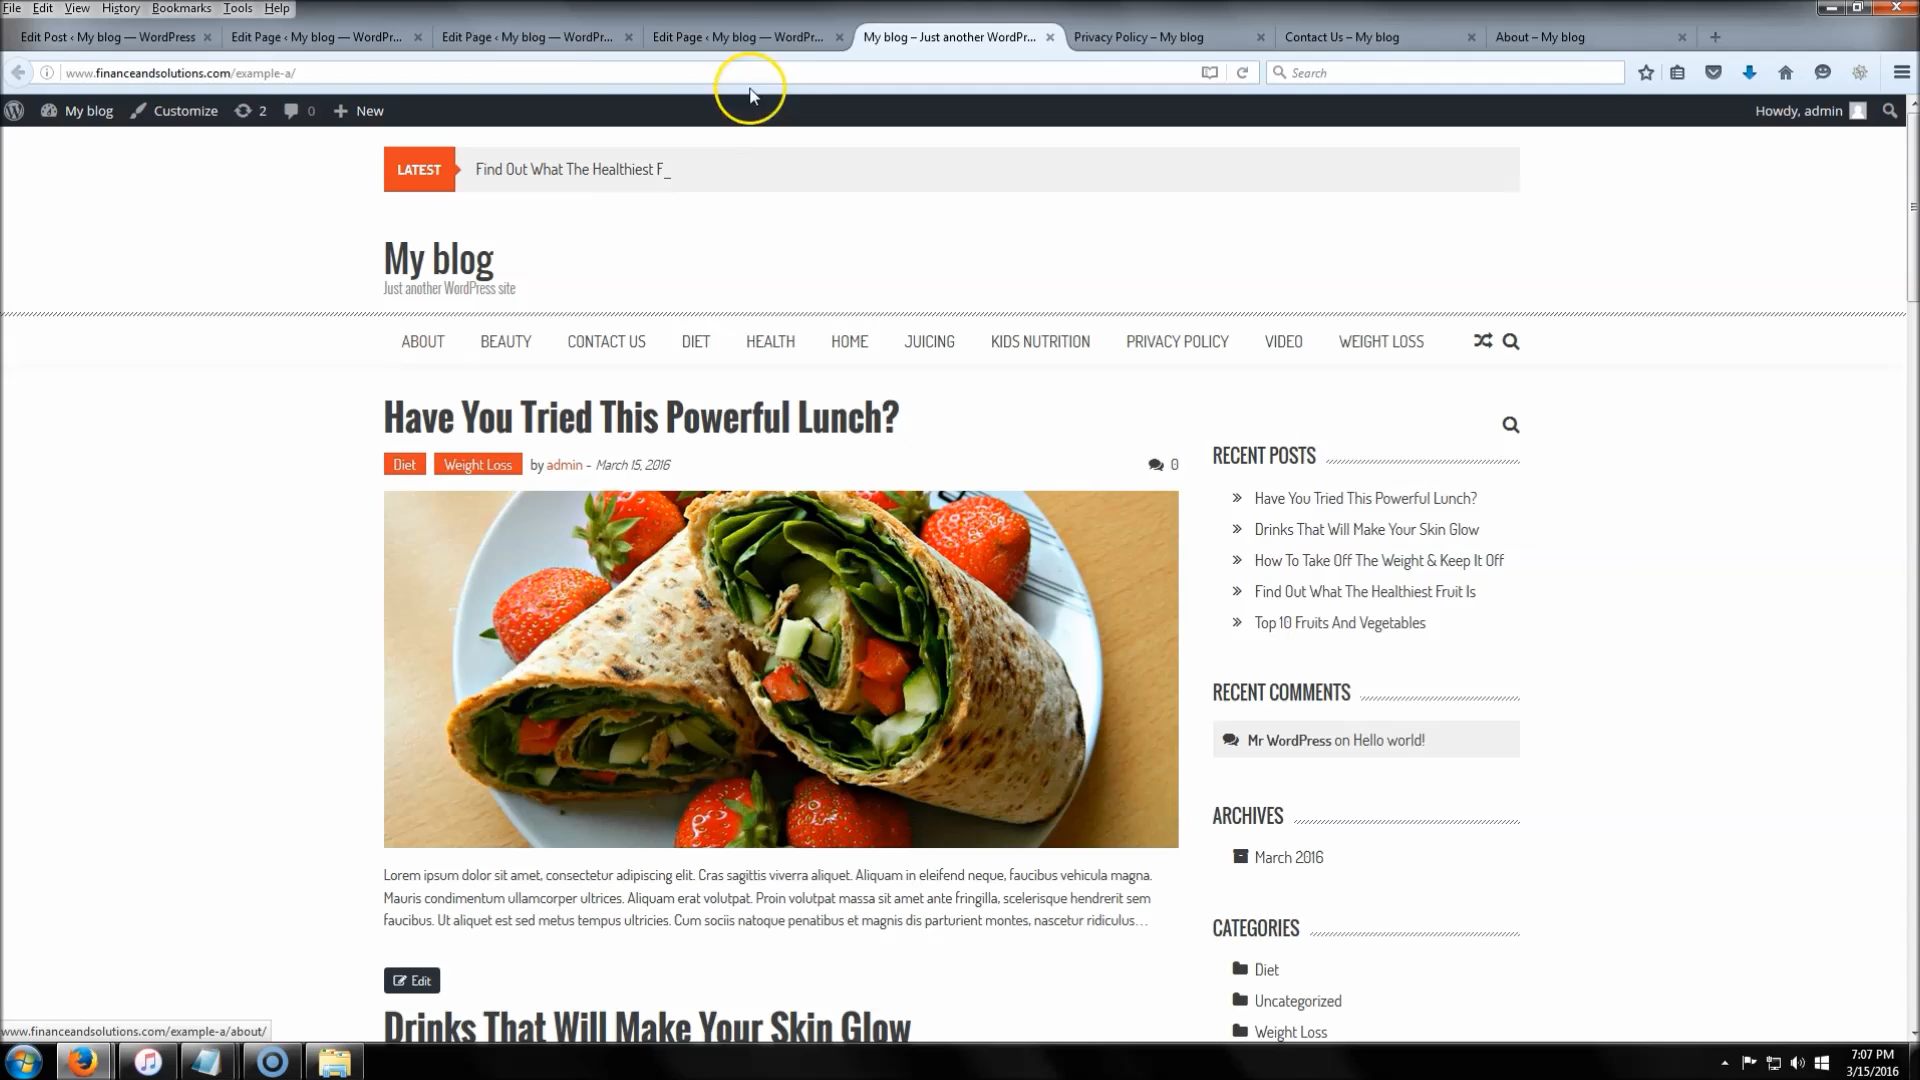 File Edit View History Bookmarks Tools Help
Edit Post ‹ My blog — WordPress
Edit Page ‹ My blog — WordPr...
Edit Page ‹ My blog — WordPr...
Edit Page ‹ My blog — WordPr...
My blog – Just another WordPr...
Privacy Policy – My blog
Contact Us – My blog
About – My blog
www.financeandsolutions.com/example-a/
Search
My blog Customize 2 0 New
Howdy, admin
LATEST
Find Out What The Healthiest F_
My blog
Just another WordPress site
ABOUT BEAUTY CONTACT US DIET HEALTH HOME JUICING KIDS NUTRITION PRIVACY POLICY VIDEO WEIGHT LOSS
Have You Tried This Powerful Lunch?
Diet Weight Loss by admin - March 15, 2016
0
Lorem ipsum dolor sit amet, consectetur adipiscing elit. Cras sagittis viverra aliquet. Aliquam in eleifend neque, faucibus vehicula magna.
Mauris condimentum ullamcorper ultrices. Aliquam erat volutpat. Proin volutpat massa sit amet ante fringilla, scelerisque hendrerit sem
faucibus. Ut aliquet est sed metus tempus ultricies. Cum sociis natoque penatibus et magnis dis parturient montes, nascetur ridiculus…
Edit
Drinks That Will Make Your Skin Glow
RECENT POSTS
Have You Tried This Powerful Lunch?
Drinks That Will Make Your Skin Glow
How To Take Off The Weight & Keep It Off
Find Out What The Healthiest Fruit Is
Top 10 Fruits And Vegetables
RECENT COMMENTS
Mr WordPress on Hello world!
ARCHIVES
March 2016
CATEGORIES
Diet
Uncategorized
Weight Loss
www.financeandsolutions.com/example-a/about/
7:07 PM
3/15/2016